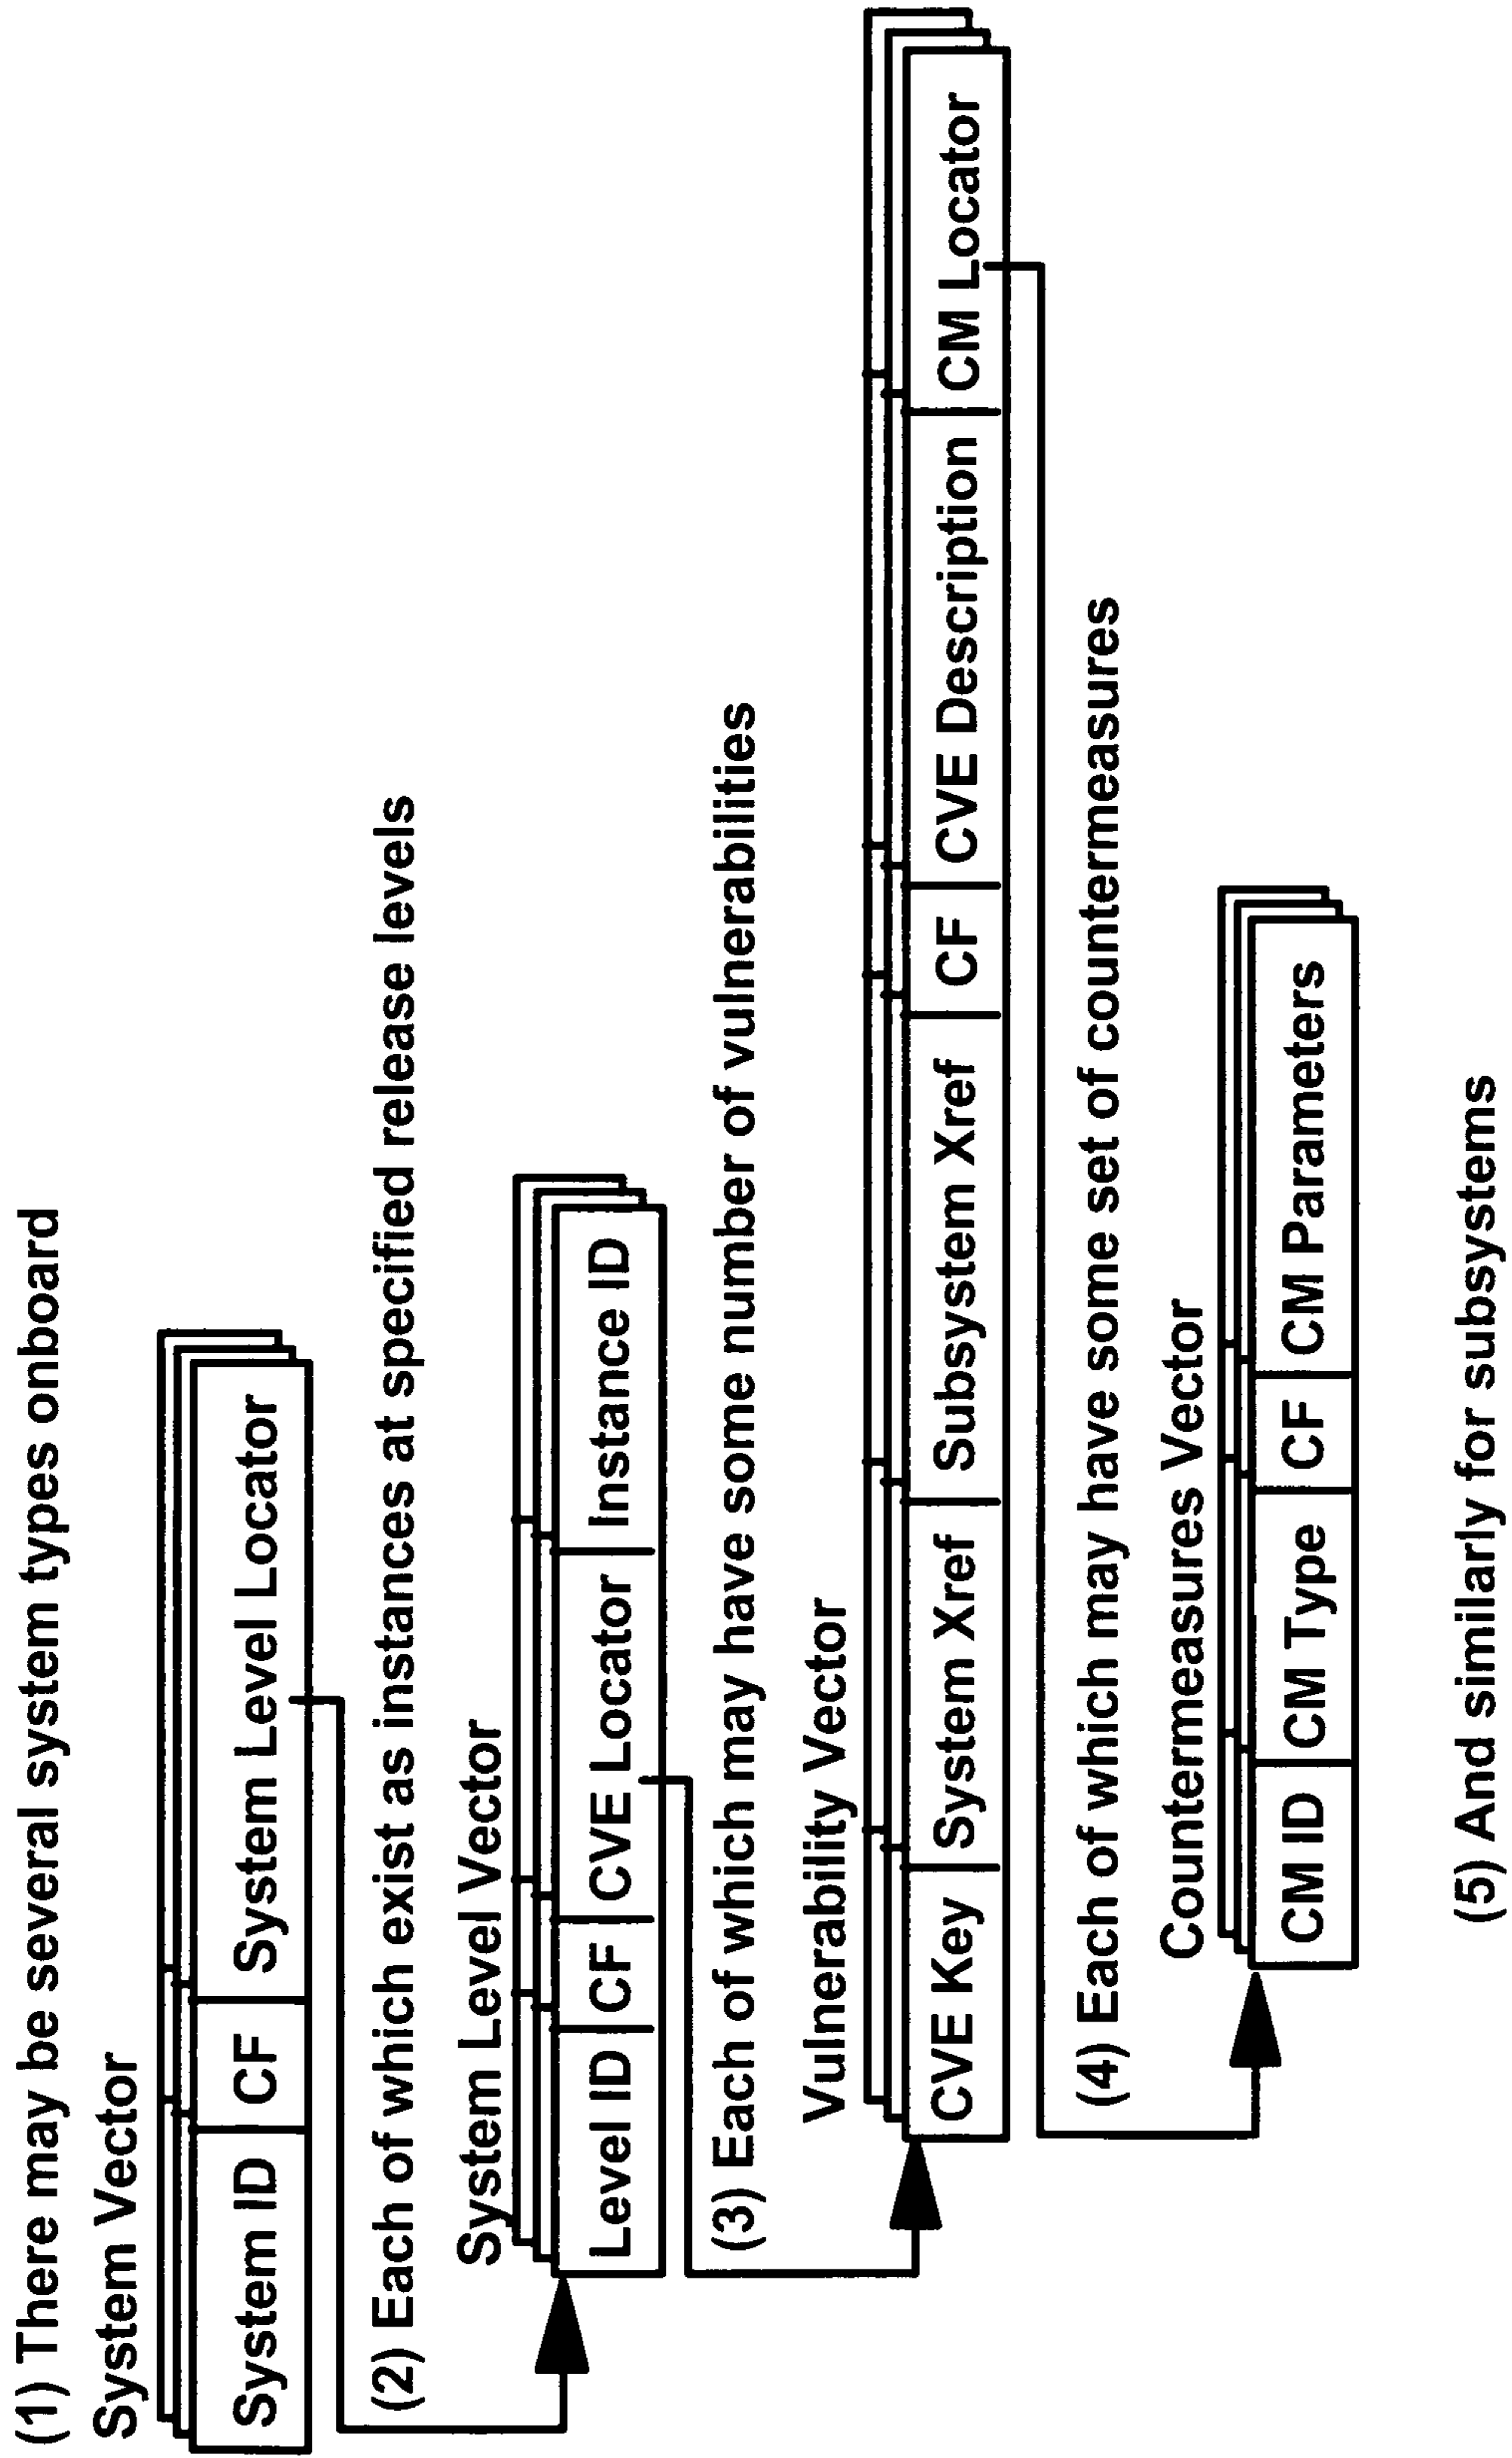 (1) There may be several system types onboard
System Vector
System ID CF System Level Locator
(2) Each of which exist as instances at specified release levels
System Level Vector
Level ID CF CVE Locator Instance ID
(3) Each of which may have some number of vulnerabilities
Vulnerability Vector
CVE Key System Xref Subsystem Xref CF CVE Description CM Locator
(4) Each of which may have some set of countermeasures
Countermeasures Vector
CM ID CM Type CF CM Parameters
(5) And similarly for subsystems